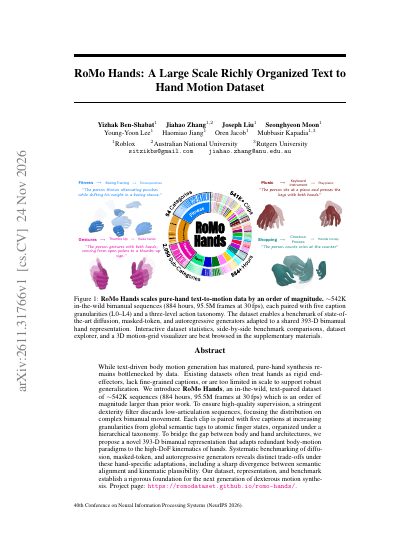 RoMo Hands: A Large Scale Richly Organized Text to
Hand Motion Dataset
Yizhak Ben-Shabat1 Jiahao Zhang1,2 Joseph Liu1 Seonghyeon Moon1
Young-Yoon Lee1 Haomiao Jiang1 Oren Jacob1 Mubbasir Kapadia1,3
1Roblox 2Australian National University 3Rutgers University
sitzikbs@gmail.com jiahao.zhang@anu.edu.au
Fitness
Music
Gestures
Shopping
RoMo
Hands
Figure 1: RoMo Hands scales pure-hand text-to-motion data by an order of magnitude. ~542K
in-the-wild bimanual sequences (884 hours, 95.5M frames at 30 fps), each paired with five caption
granularities (L0–L4) and a three-level action taxonomy. The dataset enables a benchmark of state-
of-the-art diffusion, masked-token, and autoregressive generators adapted to a shared 393-D bimanual
hand representation. Interactive dataset statistics, side-by-side benchmark comparisons, dataset
explorer, and a 3D motion-grid visualizer are best browsed in the supplementary materials.
Abstract
While text-driven body motion generation has matured, pure-hand synthesis re-
mains bottlenecked by data. Existing datasets often treat hands as rigid end-
effectors, lack fine-grained captions, or are too limited in scale to support robust
generalization. We introduce RoMo Hands, an in-the-wild, text-paired dataset
of ~542K sequences (884 hours, 95.5M frames at 30 fps) which is an order of
magnitude larger than prior work. To ensure high-quality supervision, a stringent
dexterity filter discards low-articulation sequences, focusing the distribution on
complex bimanual movement. Each clip is paired with five captions at increasing
granularities from global semantics to atomic finger states, organized under a
hierarchical taxonomy. To bridge the gap between body and hand architectures, we
propose a novel 393-D bimanual representation that adapts redundant body-motion
paradigms to the high-DoF kinematics of hands. Systematic benchmarking of diffu-
sion, masked-token, and autoregressive generators reveals distinct trade-offs under
these hand-specific adaptations, including a sharp divergence between semantic
alignment and kinematic plausibility. Our dataset, representation, and benchmark
establish a rigorous foundation for the next generation of dexterous motion synthe-
sis. Project page: https://romodataset.github.io/romo-hands/.
40th Conference on Neural Information Processing Systems (NeurIPS 2026)
arXiv:2611.31766v1 [cs.CV] 24 Nov 2026